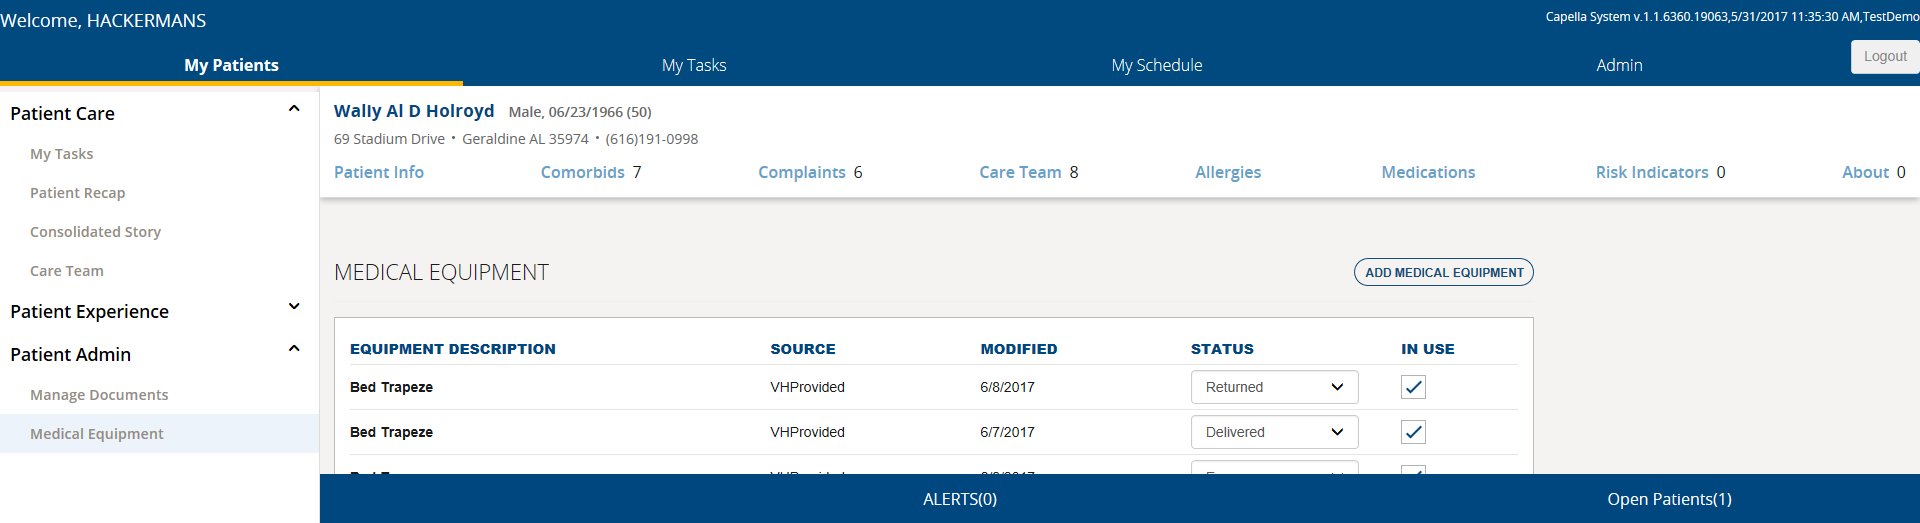 Welcome, HACKERMANS
Capella System v.1.1.6360.19063,5/31/2017 11:35:30 AM,TestDemo
My Patients My Tasks My Schedule Admin Logout
Patient Care
My Tasks
Patient Recap
Consolidated Story
Care Team
Patient Experience
Patient Admin
Manage Documents
Medical Equipment
Wally Al D Holroyd Male, 06/23/1966 (50)
69 Stadium Drive • Geraldine AL 35974 • (616)191-0998
Patient Info Comorbids 7 Complaints 6 Care Team 8 Allergies Medications Risk Indicators 0 About 0
MEDICAL EQUIPMENT ADD MEDICAL EQUIPMENT
EQUIPMENT DESCRIPTION SOURCE MODIFIED STATUS IN USE
Bed Trapeze VHProvided 6/8/2017 Returned
Bed Trapeze VHProvided 6/7/2017 Delivered
ALERTS(0) Open Patients(1)